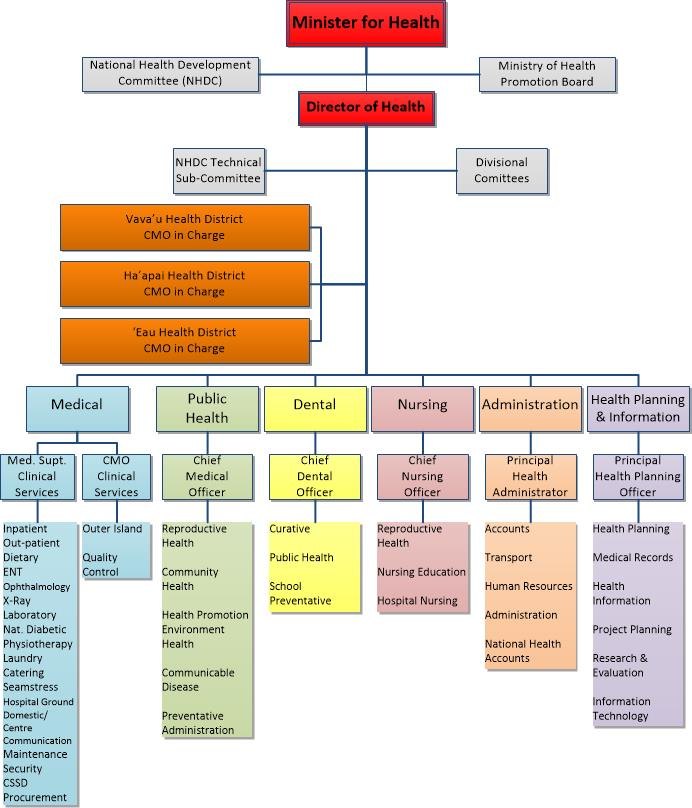 Minister for Health
National Health Development
Committee (NHDC)
Ministry of Health
Promotion Board
Director of Health
NHDC Technical
Sub-Committee
Divisional
Comittees
Vava’u Health District
CMO in Charge
Ha’apai Health District
CMO in Charge
’Eau Health District
CMO in Charge
Medical
Public
Health
Dental
Nursing
Administration
Health Planning
& Information
Med. Supt.
Clinical
Services
CMO
Clinical
Services
Chief
Medical
Officer
Chief
Dental
Officer
Chief
Nursing
Officer
Principal
Health
Administrator
Principal
Health Planning
Officer
Inpatient
Out-patient
Dietary
ENT
Ophthalmology
X-Ray
Laboratory
Nat. Diabetic
Physiotherapy
Laundry
Catering
Seamstress
Hospital Ground
Domestic/
Centre
Communication
Maintenance
Security
CSSD
Procurement
Outer Island
Quality
Control
Reproductive
Health
Community
Health
Health Promotion
Environment
Health
Communicable
Disease
Preventative
Administration
Curative
Public Health
School
Preventative
Reproductive
Health
Nursing Education
Hospital Nursing
Accounts
Transport
Human Resources
Administration
National Health
Accounts
Health Planning
Medical Records
Health
Information
Project Planning
Research &
Evaluation
Information
Technology